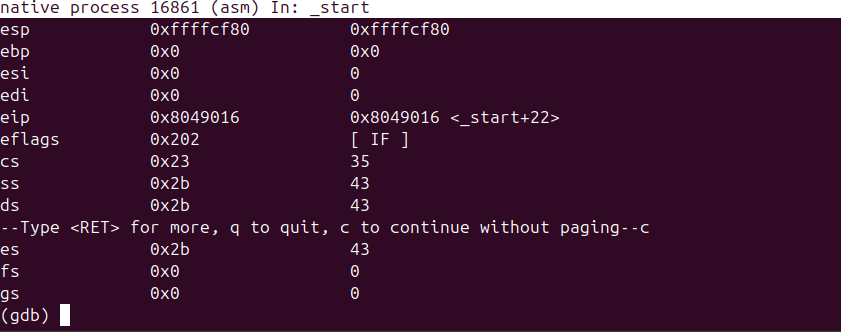 native process 16861 (asm) In: _start
esp 0xffffcf80 0xffffcf80
ebp 0x0 0x0
esi 0x0 0
edi 0x0 0
eip 0x8049016 0x8049016 <_start+22>
eflags 0x202 [ IF ]
cs 0x23 35
ss 0x2b 43
ds 0x2b 43
--Type <RET> for more, q to quit, c to continue without paging--c
es 0x2b 43
fs 0x0 0
gs 0x0 0
(gdb)